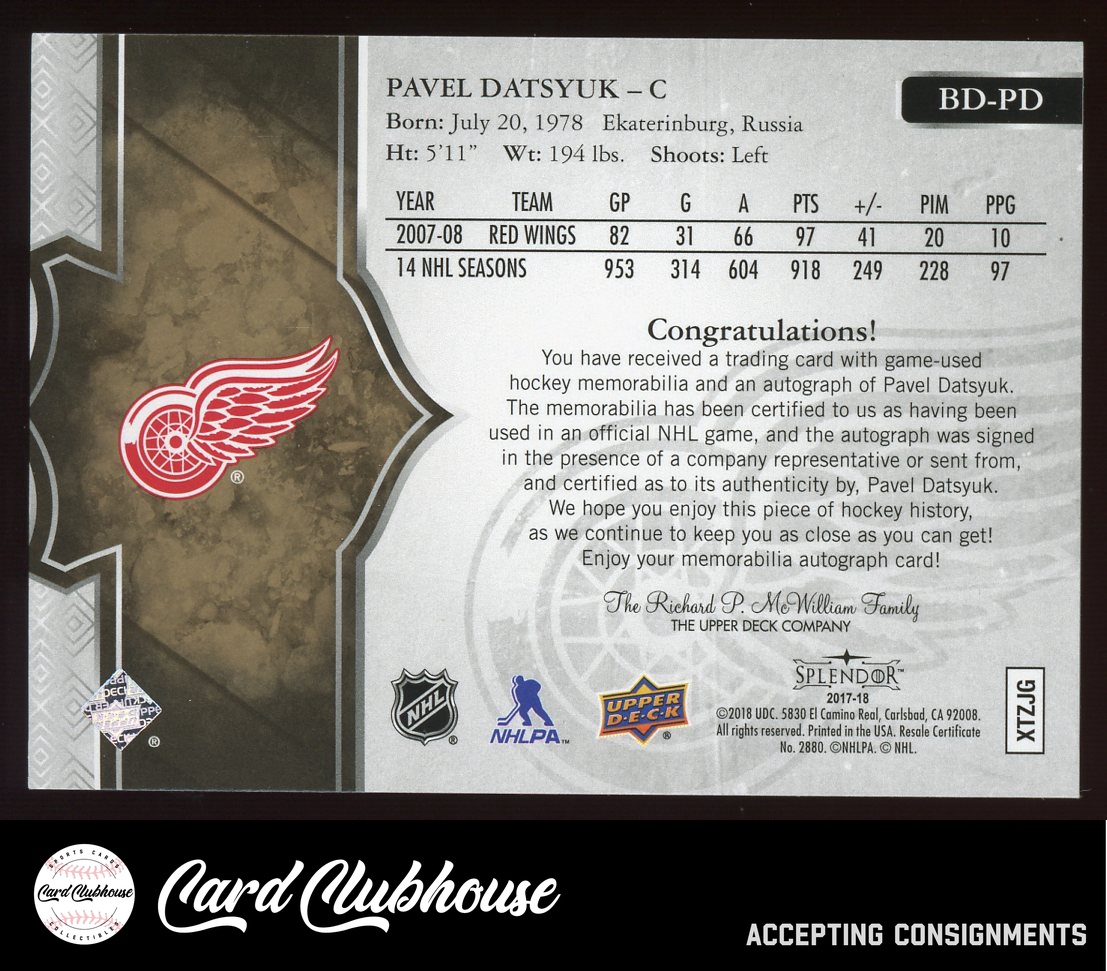 PAVEL DATSYUK – C
BD-PD
Born: July 20, 1978 Ekaterinburg, Russia
Ht: 5'11" Wt: 194 lbs. Shoots: Left
YEAR TEAM GP G A PTS +/- PIM PPG
2007-08 RED WINGS 82 31 66 97 41 20 10
14 NHL SEASONS 953 314 604 918 249 228 97
Congratulations!
You have received a trading card with game-used
hockey memorabilia and an autograph of Pavel Datsyuk.
The memorabilia has been certified to us as having been
used in an official NHL game, and the autograph was signed
in the presence of a company representative or sent from,
and certified as to its authenticity by, Pavel Datsyuk.
We hope you enjoy this piece of hockey history,
as we continue to keep you as close as you can get!
Enjoy your memorabilia autograph card!
The Richard P. McWilliam Family
THE UPPER DECK COMPANY
®
®
NHL
®
NHLPA™
UPPER
D·E·C·K
®
SPLENDOR™
2017-18
©2018 UDC. 5830 El Camino Real, Carlsbad, CA 92008.
All rights reserved. Printed in the USA. Resale Certificate
No. 2880. ©NHLPA. © NHL.
XTZJG
SPORTS CARDS
Card Clubhouse
COLLECTIBLES
Card Clubhouse
ACCEPTING CONSIGNMENTS